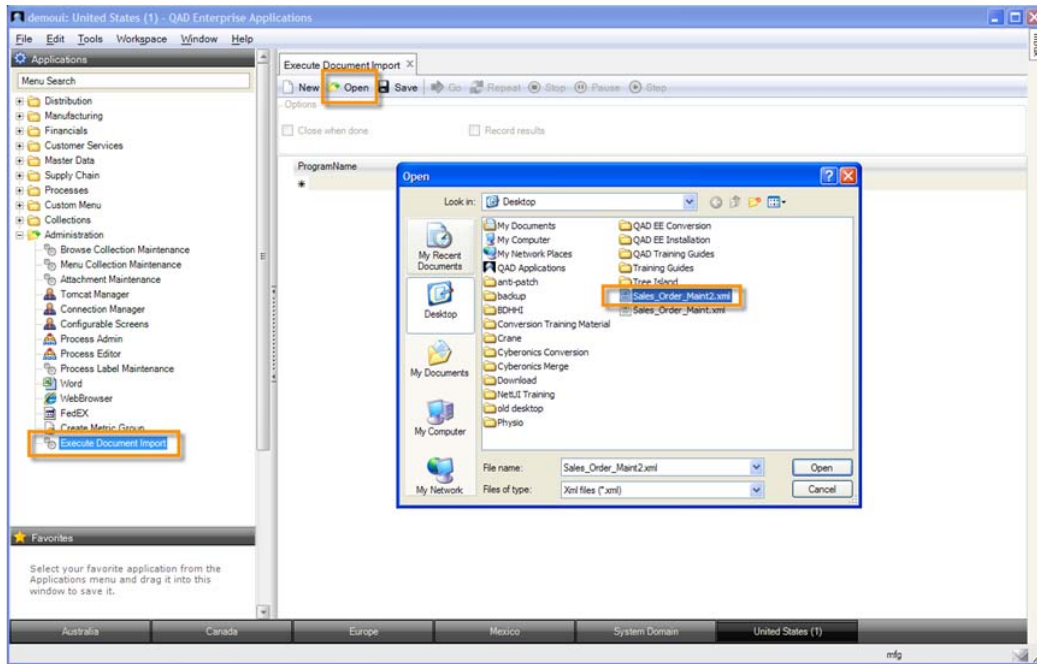 demoui: United States (1) - QAD Enterprise Applications
File Edit Tools Workspace Window Help
Applications
Menu Search
Distribution
Manufacturing
Financials
Customer Services
Master Data
Supply Chain
Processes
Custom Menu
Collections
Administration
Browse Collection Maintenance
Menu Collection Maintenance
Attachment Maintenance
Tomcat Manager
Connection Manager
Configurable Screens
Process Admin
Process Editor
Process Label Maintenance
Word
WebBrowser
FedEX
Create Metric Group
Execute Document Import
Favorites
Select your favorite application from the
Applications menu and drag it into this
window to save it.
Execute Document Import
New Open Save Go Repeat Stop Pause Step
Options
Close when done Record results
ProgramName
Open
Look in: Desktop
My Recent
Documents
Desktop
My Documents
My Computer
My Network
My Documents
My Computer
My Network Places
QAD Applications
anti-patch
backup
BDHHI
Conversion Training Material
Crane
Cyberonics Conversion
Cyberonics Merge
Download
NetUI Training
old desktop
Physio
QAD EE Conversion
QAD EE Installation
QAD Training Guides
Training Guides
Tree Island
Sales_Order_Maint2.xml
Sales_Order_Maint.xml
File name: Sales_Order_Maint2.xml Open
Files of type: Xml files (*.xml) Cancel
Australia Canada Europe Mexico System Domain United States (1)
mfg